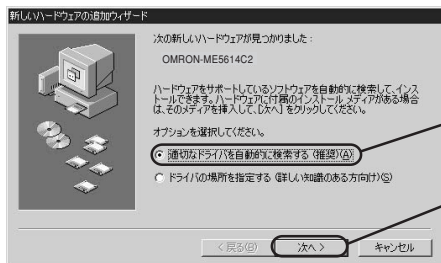 新しいハードウェアの追加ウィザード
次の新しいハードウェアが見つかりました:
OMRON-ME5614C2
ハードウェアをサポートしているソフトウェアを自動的に検索して、インス
トールできます。ハードウェアに付属のインストール メディアがある場合
は、そのメディアを挿入して、[次へ] をクリックしてください。
オプションを選択してください。
適切なドライバを自動的に検索する (推奨)(A)
ドライバの場所を指定する (詳しい知識のある方向け)(S)
< 戻る(B)
次へ >
キャンセル